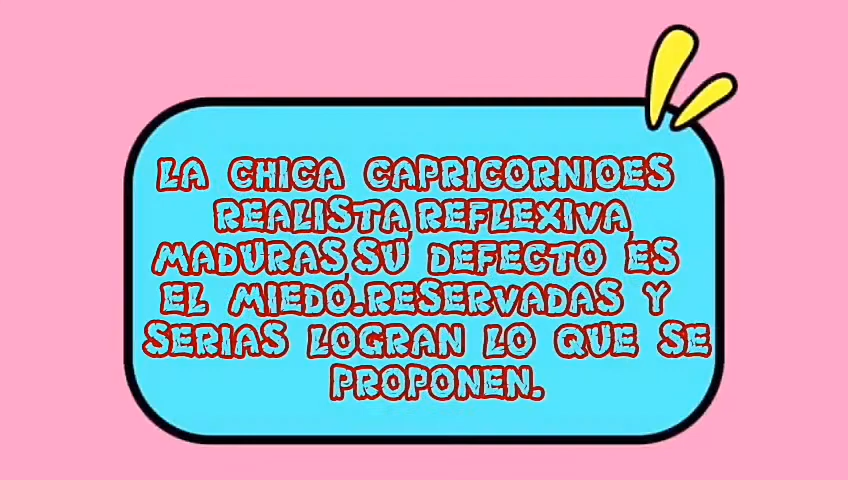 LA CHICA CAPRICORNIOES
REALISTA,REFLEXIVA,
MADURAS,SU DEFECTO ES
EL MIEDO.RESERVADAS Y
SERIAS LOGRAN LO QUE SE
PROPONEN.